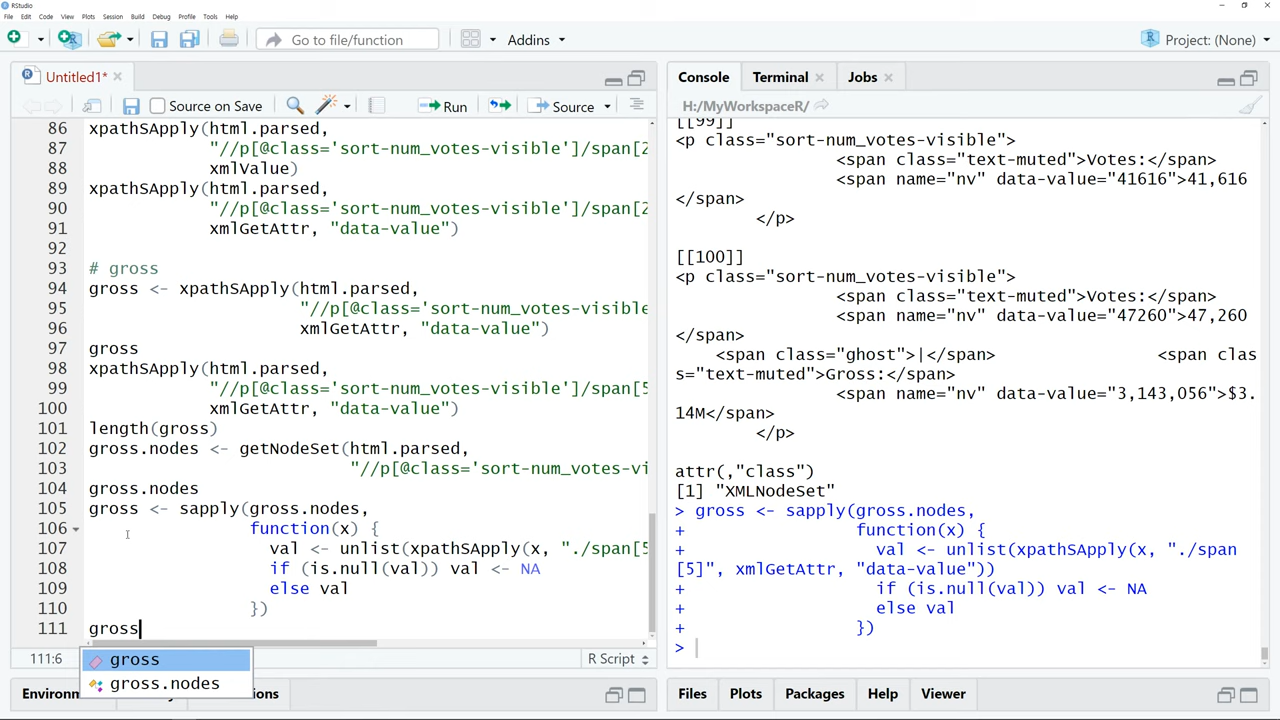 RStudio
File Edit Code View Plots Session Build Debug Profile Tools Help
Go to file/function Addins Project: (None)
Untitled1*
Source on Save Run Source
86 xpathSApply(html.parsed,
87 "//p[@class='sort-num_votes-visible']/span[2
88 xmlValue)
89 xpathSApply(html.parsed,
90 "//p[@class='sort-num_votes-visible']/span[2
91 xmlGetAttr, "data-value")
92
93 # gross
94 gross <- xpathSApply(html.parsed,
95 "//p[@class='sort-num_votes-visible
96 xmlGetAttr, "data-value")
97 gross
98 xpathSApply(html.parsed,
99 "//p[@class='sort-num_votes-visible']/span[5
100 xmlGetAttr, "data-value")
101 length(gross)
102 gross.nodes <- getNodeSet(html.parsed,
103 "//p[@class='sort-num_votes-vi
104 gross.nodes
105 gross <- sapply(gross.nodes,
106 function(x) {
107 val <- unlist(xpathSApply(x, "./span[5
108 if (is.null(val)) val <- NA
109 else val
110 })
111 gross
gross
gross.nodes
111:6 R Script
Environm ions
Console Terminal Jobs
H:/MyWorkspaceR/
[[99]]
<p class="sort-num_votes-visible">
<span class="text-muted">Votes:</span>
<span name="nv" data-value="41616">41,616
</span>
</p>
[[100]]
<p class="sort-num_votes-visible">
<span class="text-muted">Votes:</span>
<span name="nv" data-value="47260">47,260
</span>
<span class="ghost">|</span> <span clas
s="text-muted">Gross:</span>
<span name="nv" data-value="3,143,056">$3.
14M</span>
</p>
attr(,"class")
[1] "XMLNodeSet"
> gross <- sapply(gross.nodes,
+ function(x) {
+ val <- unlist(xpathSApply(x, "./span
[5]", xmlGetAttr, "data-value"))
+ if (is.null(val)) val <- NA
+ else val
+ })
>
Files Plots Packages Help Viewer